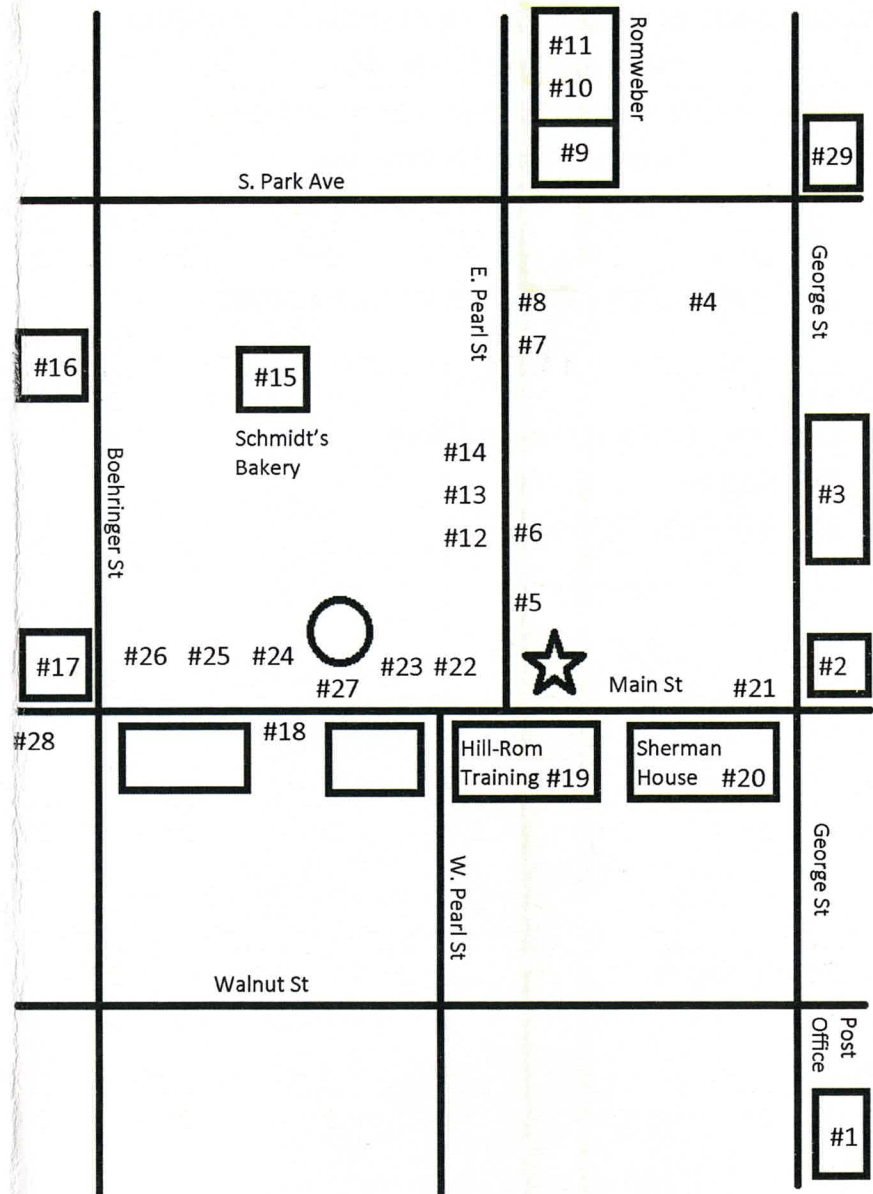 #11
Romweber
#10
#9
#29
S. Park Ave
George St
E. Pearl St
#8
#4
#7
#16
#15
Schmidt's
Bakery
#14
#13
#12
#3
Boehringer St
#6
#5
#17
#26
#25
#24
#27
#23
#22
Main St
#21
#2
#28
#18
Hill-Rom
Training #19
Sherman
House #20
W. Pearl St
George St
Walnut St
Post
Office
#1